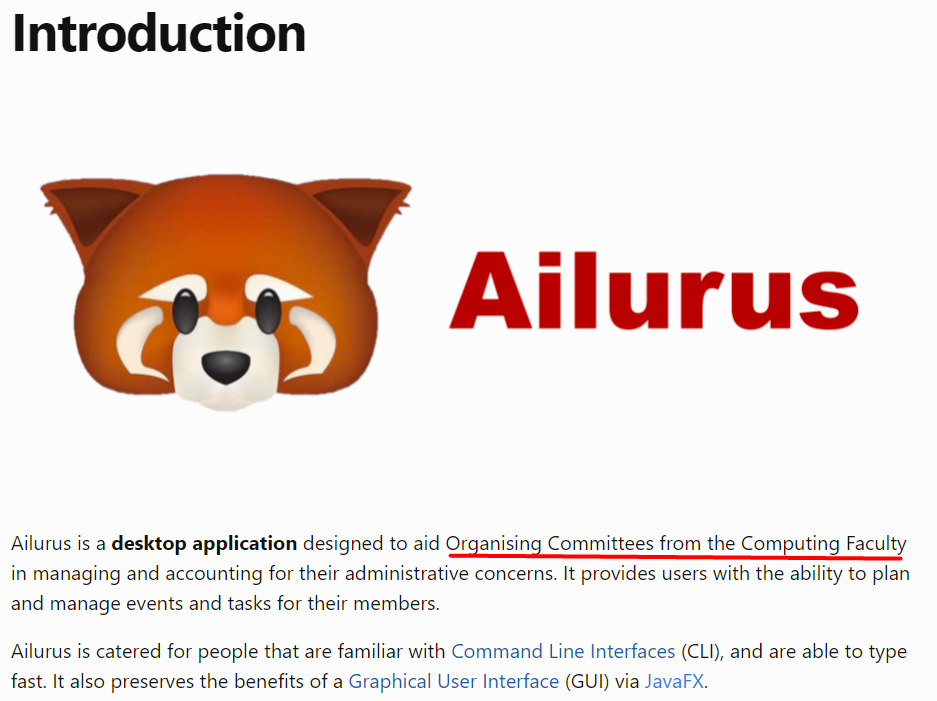 Introduction
Ailurus
Ailurus is a desktop application designed to aid Organising Committees from the Computing Faculty
in managing and accounting for their administrative concerns. It provides users with the ability to plan
and manage events and tasks for their members.
Ailurus is catered for people that are familiar with Command Line Interfaces (CLI), and are able to type
fast. It also preserves the benefits of a Graphical User Interface (GUI) via JavaFX.